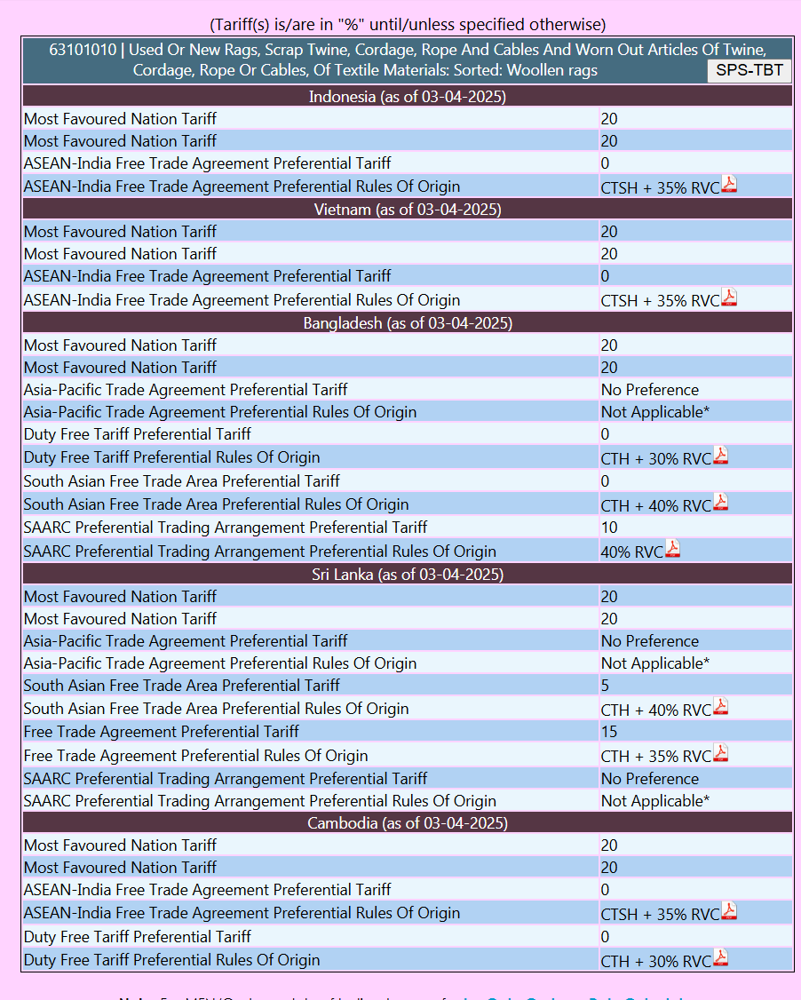 (Tariff(s) is/are in "%" until/unless specified otherwise)
63101010 | Used Or New Rags, Scrap Twine, Cordage, Rope And Cables And Worn Out Articles Of Twine,
Cordage, Rope Or Cables, Of Textile Materials: Sorted: Woollen rags
SPS-TBT
Indonesia (as of 03-04-2025)
Most Favoured Nation Tariff 20
Most Favoured Nation Tariff 20
ASEAN-India Free Trade Agreement Preferential Tariff 0
ASEAN-India Free Trade Agreement Preferential Rules Of Origin CTSH + 35% RVC
Vietnam (as of 03-04-2025)
Most Favoured Nation Tariff 20
Most Favoured Nation Tariff 20
ASEAN-India Free Trade Agreement Preferential Tariff 0
ASEAN-India Free Trade Agreement Preferential Rules Of Origin CTSH + 35% RVC
Bangladesh (as of 03-04-2025)
Most Favoured Nation Tariff 20
Most Favoured Nation Tariff 20
Asia-Pacific Trade Agreement Preferential Tariff No Preference
Asia-Pacific Trade Agreement Preferential Rules Of Origin Not Applicable*
Duty Free Tariff Preferential Tariff 0
Duty Free Tariff Preferential Rules Of Origin CTH + 30% RVC
South Asian Free Trade Area Preferential Tariff 0
South Asian Free Trade Area Preferential Rules Of Origin CTH + 40% RVC
SAARC Preferential Trading Arrangement Preferential Tariff 10
SAARC Preferential Trading Arrangement Preferential Rules Of Origin 40% RVC
Sri Lanka (as of 03-04-2025)
Most Favoured Nation Tariff 20
Most Favoured Nation Tariff 20
Asia-Pacific Trade Agreement Preferential Tariff No Preference
Asia-Pacific Trade Agreement Preferential Rules Of Origin Not Applicable*
South Asian Free Trade Area Preferential Tariff 5
South Asian Free Trade Area Preferential Rules Of Origin CTH + 40% RVC
Free Trade Agreement Preferential Tariff 15
Free Trade Agreement Preferential Rules Of Origin CTH + 35% RVC
SAARC Preferential Trading Arrangement Preferential Tariff No Preference
SAARC Preferential Trading Arrangement Preferential Rules Of Origin Not Applicable*
Cambodia (as of 03-04-2025)
Most Favoured Nation Tariff 20
Most Favoured Nation Tariff 20
ASEAN-India Free Trade Agreement Preferential Tariff 0
ASEAN-India Free Trade Agreement Preferential Rules Of Origin CTSH + 35% RVC
Duty Free Tariff Preferential Tariff 0
Duty Free Tariff Preferential Rules Of Origin CTH + 30% RVC